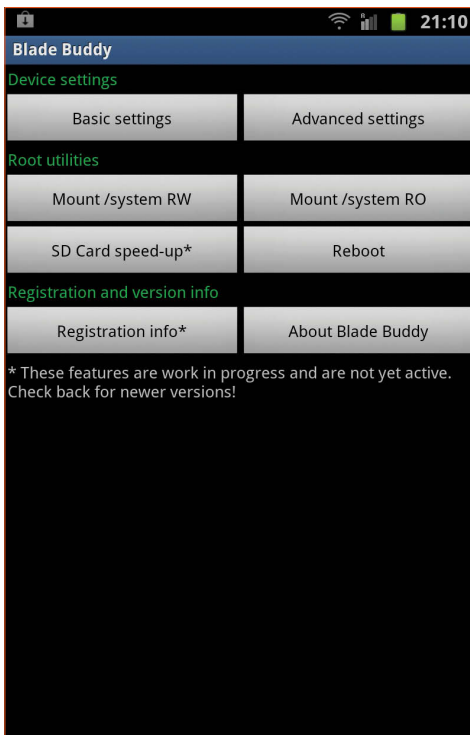 21:10
Blade Buddy
Device settings
Basic settings
Advanced settings
Root utilities
Mount /system RW
Mount /system RO
SD Card speed-up*
Reboot
Registration and version info
Registration info*
About Blade Buddy
* These features are work in progress and are not yet active.
Check back for newer versions!